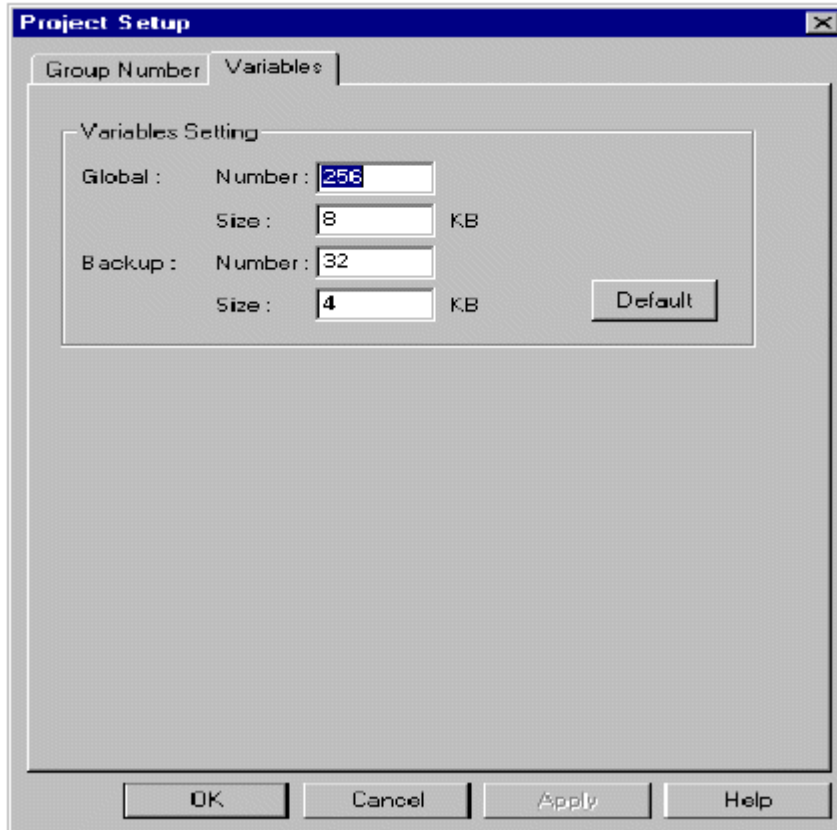 Project Setup
Group Number Variables
Variables Setting
Global : Number : 256
Size : 8 KB
Backup : Number : 32
Size : 4 KB
Default
OK Cancel Apply Help